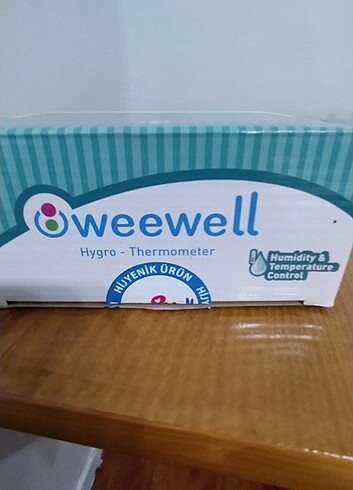 weewell
Hygro - Thermometer
Humidity &
Temperature
Control
HİJYENİK ÜRÜN